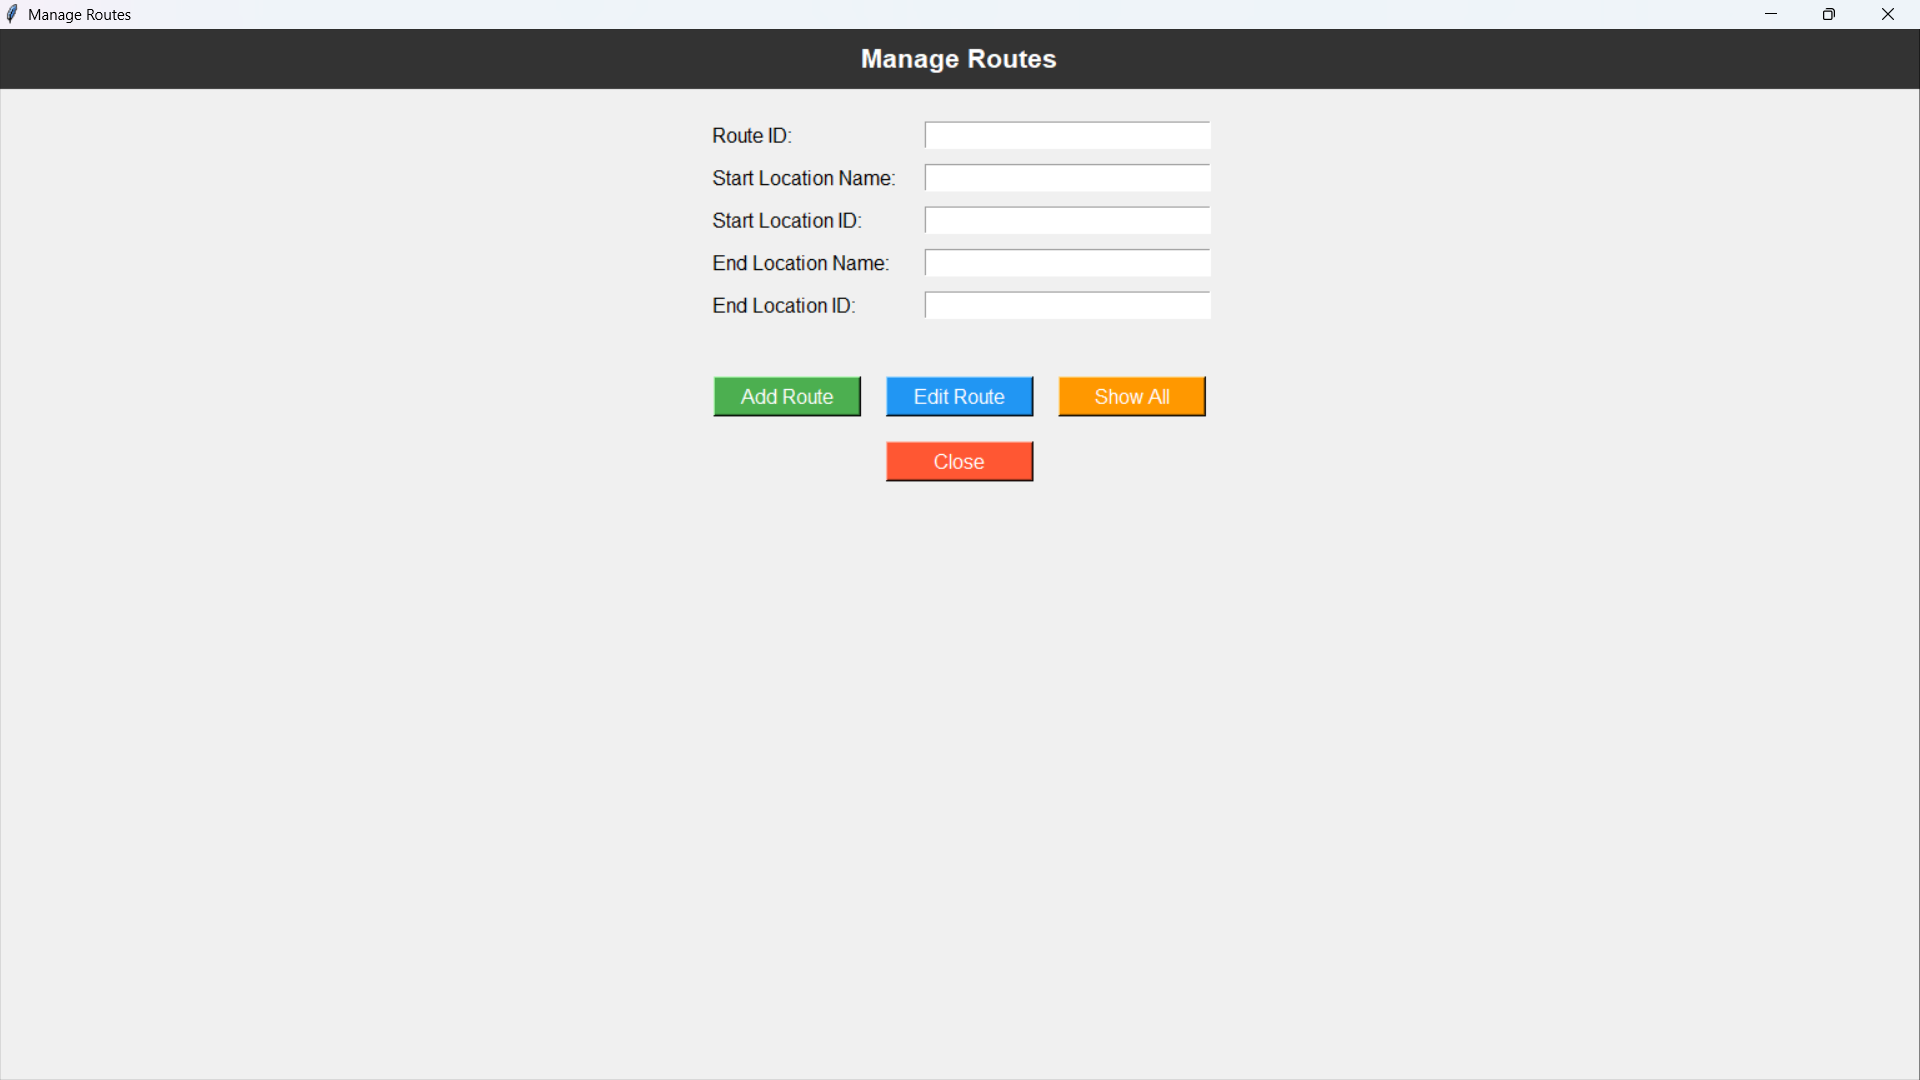 Manage Routes
Manage Routes
Route ID:
Start Location Name:
Start Location ID:
End Location Name:
End Location ID:
Add Route Edit Route Show All
Close